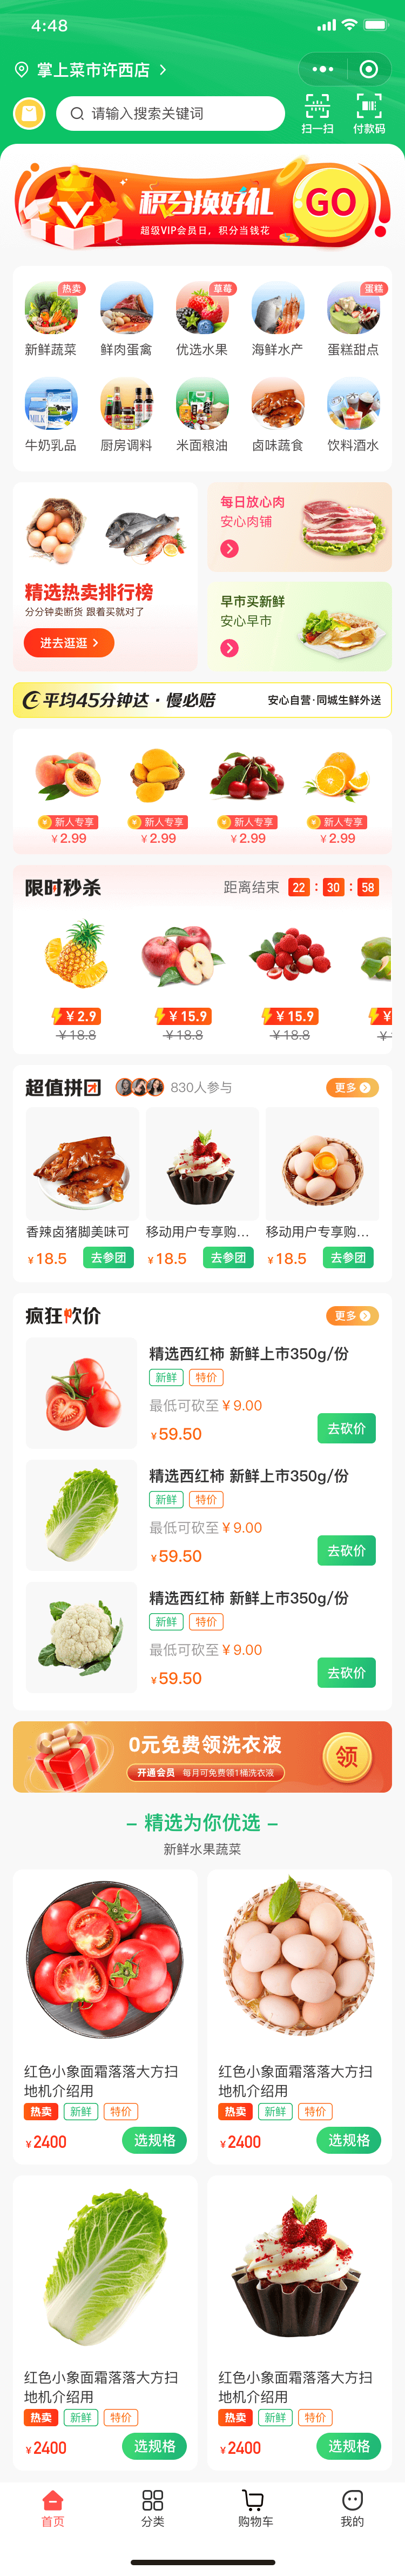 4:48
掌上菜市许西店
请输入搜索关键词
扫一扫
付款码
积分换好礼
超级VIP会员日，积分当钱花
GO
热卖
草莓
蛋糕
新鲜蔬菜
鲜肉蛋禽
优选水果
海鲜水产
蛋糕甜点
牛奶乳品
厨房调料
米面粮油
卤味蔬食
饮料酒水
精选热卖排行榜
分分钟卖断货 跟着买就对了
进去逛逛
每日放心肉
安心肉铺
早市买新鲜
安心早市
平均45分钟达·慢必赔
安心自营·同城生鲜外送
新人专享
¥2.99
新人专享
¥2.99
新人专享
¥2.99
新人专享
¥2.99
限时秒杀
距离结束 22:30:58
¥2.9
¥18.8
¥15.9
¥18.8
¥15.9
¥18.8
超值拼团
830人参与
更多
香辣卤猪脚美味可
¥18.5
去参团
移动用户专享购...
¥18.5
去参团
移动用户专享购...
¥18.5
去参团
疯狂砍价
更多
精选西红柿 新鲜上市350g/份
新鲜 特价
最低可砍至¥9.00
¥59.50
去砍价
精选西红柿 新鲜上市350g/份
新鲜 特价
最低可砍至¥9.00
¥59.50
去砍价
精选西红柿 新鲜上市350g/份
新鲜 特价
最低可砍至¥9.00
¥59.50
去砍价
0元免费领洗衣液
开通会员 每月可免费领1桶洗衣液
领
– 精选为你优选 –
新鲜水果蔬菜
红色小象面霜落落大方扫
地机介绍用
热卖 新鲜 特价
¥2400
选规格
红色小象面霜落落大方扫
地机介绍用
热卖 新鲜 特价
¥2400
选规格
红色小象面霜落落大方扫
地机介绍用
热卖 新鲜 特价
¥2400
选规格
红色小象面霜落落大方扫
地机介绍用
热卖 新鲜 特价
¥2400
选规格
首页
分类
购物车
我的